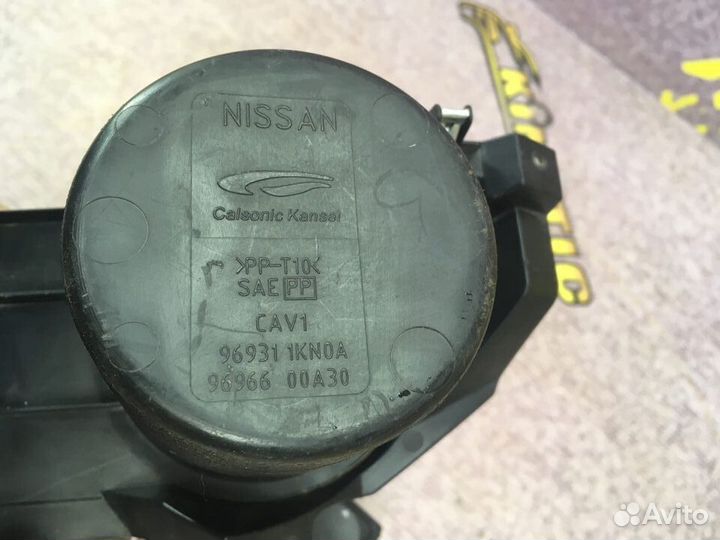 NISSAN
Calsonic Kansei
>PP-T10<
SAE PP
CAV1
96931 1KN0A
96966 00A30
Avito